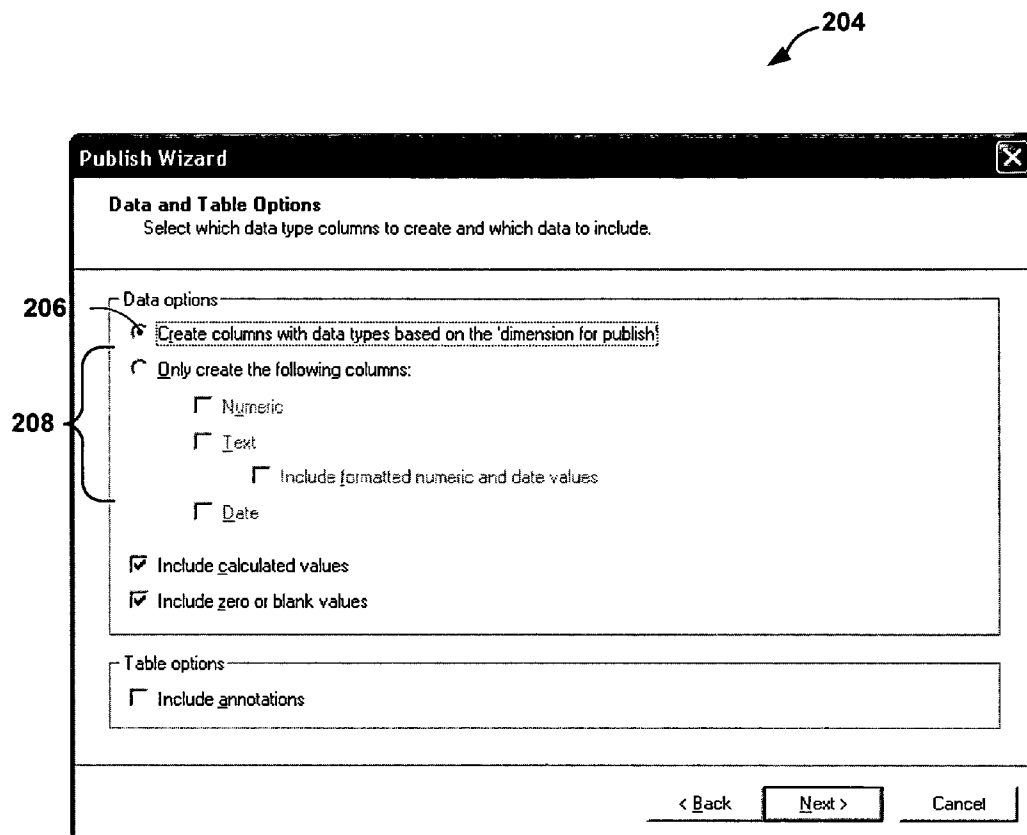 204
Publish Wizard
Data and Table Options
Select which data type columns to create and which data to include.
Data options
206
Create columns with data types based on the 'dimension for publish'
Only create the following columns:
Numeric
208
Text
Include formatted numeric and date values
Date
Include calculated values
Include zero or blank values
Table options
Include annotations
< Back Next > Cancel